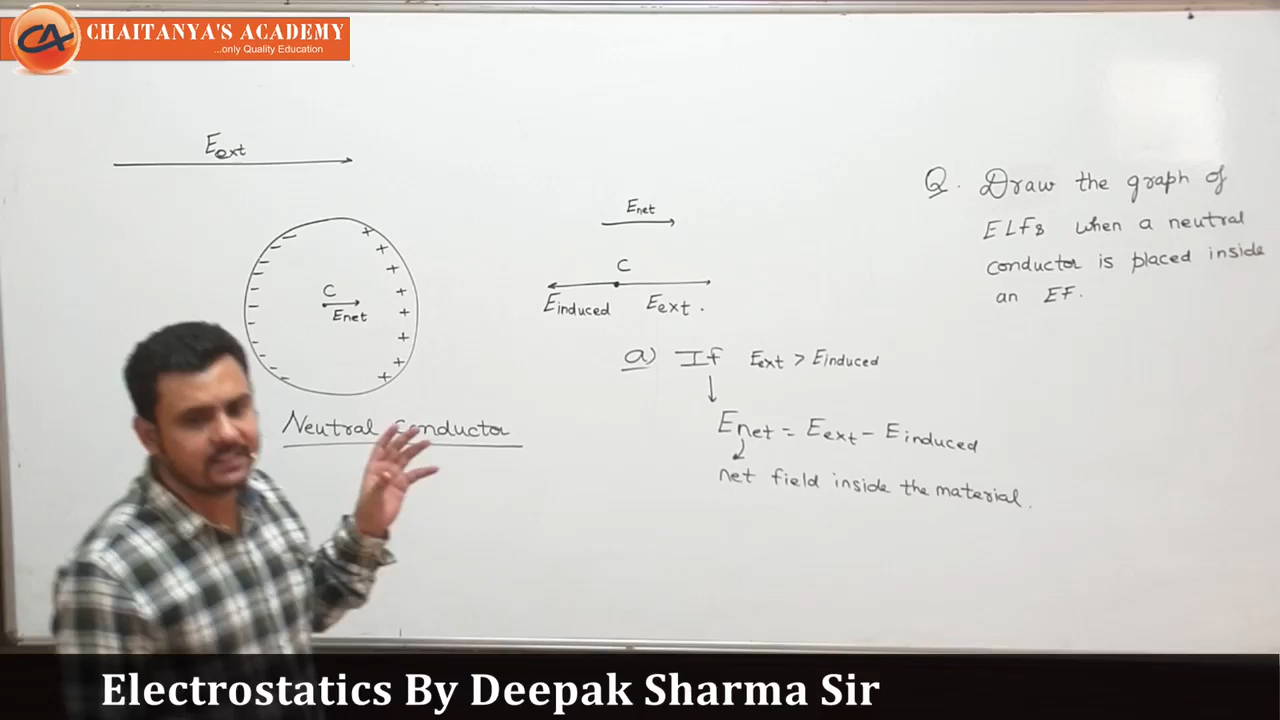 CHAITANYA'S ACADEMY
...only Quality Education
CA
Eext
C
Enet
Neutral Conductor
Enet
C
Einduced Eext.
a) If Eext > Einduced
Enet = Eext - Einduced
net field inside the material.
Q. Draw the graph of
ELFs when a neutral
conductor is placed inside
an EF.
Electrostatics By Deepak Sharma Sir